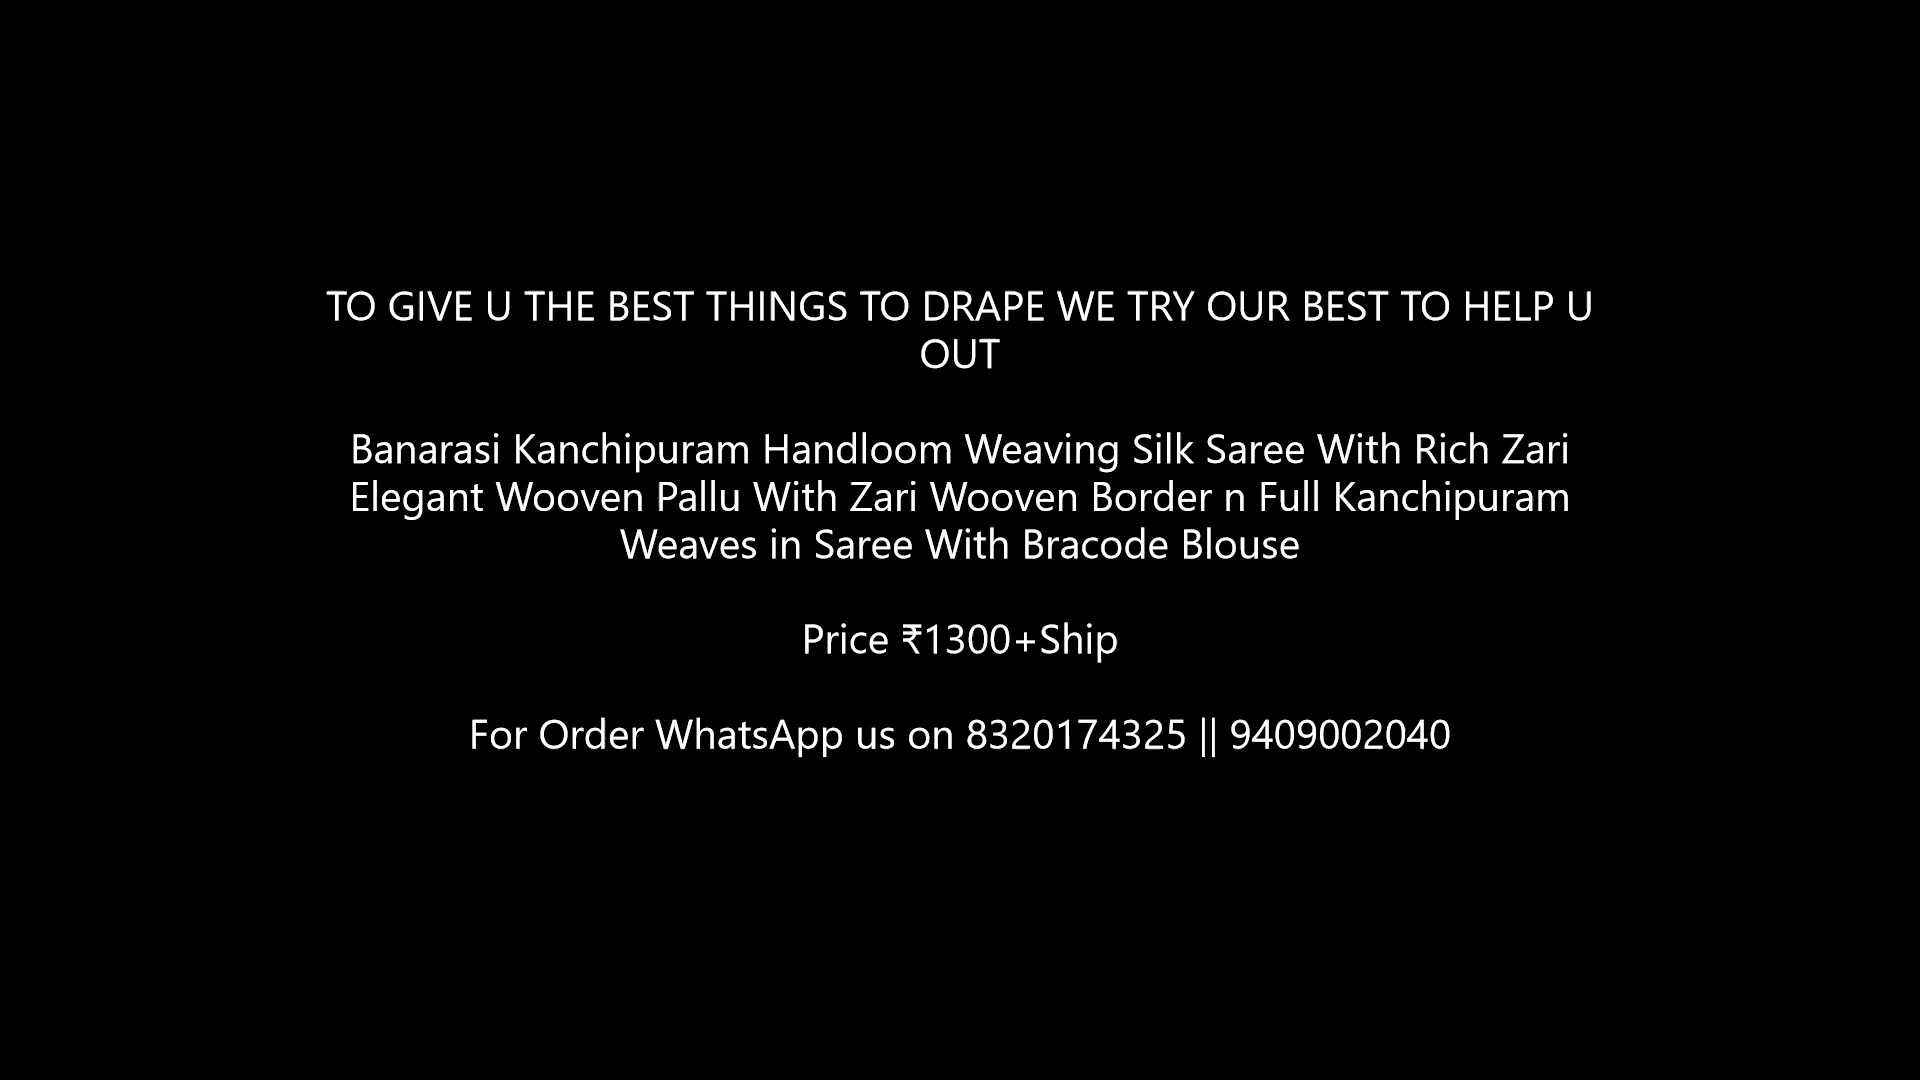 TO GIVE U THE BEST THINGS TO DRAPE WE TRY OUR BEST TO HELP U
OUT
Banarasi Kanchipuram Handloom Weaving Silk Saree With Rich Zari
Elegant Wooven Pallu With Zari Wooven Border n Full Kanchipuram
Weaves in Saree With Bracode Blouse
Price ₹1300+Ship
For Order WhatsApp us on 8320174325 || 9409002040